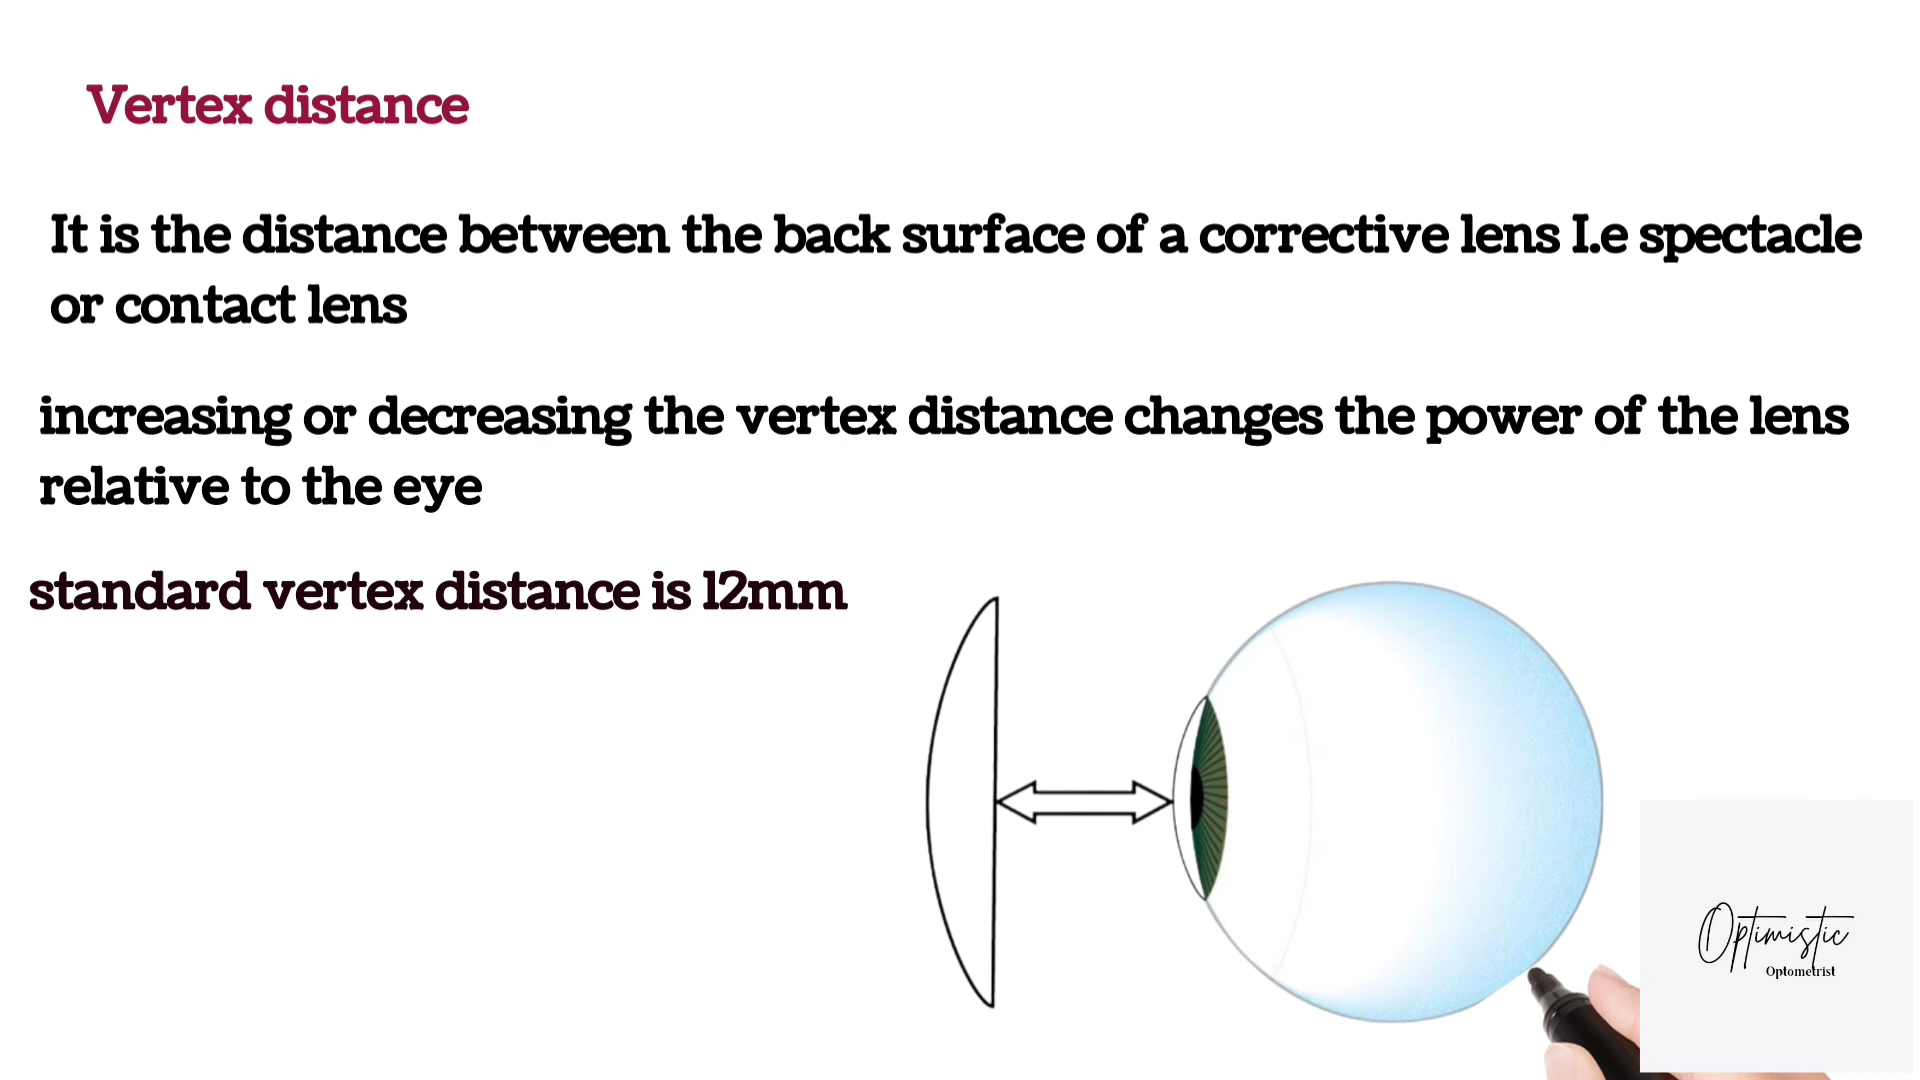 Vertex distance
It is the distance between the back surface of a corrective lens I.e spectacle
or contact lens
increasing or decreasing the vertex distance changes the power of the lens
relative to the eye
standard vertex distance is 12mm
Optimistic
Optometrist